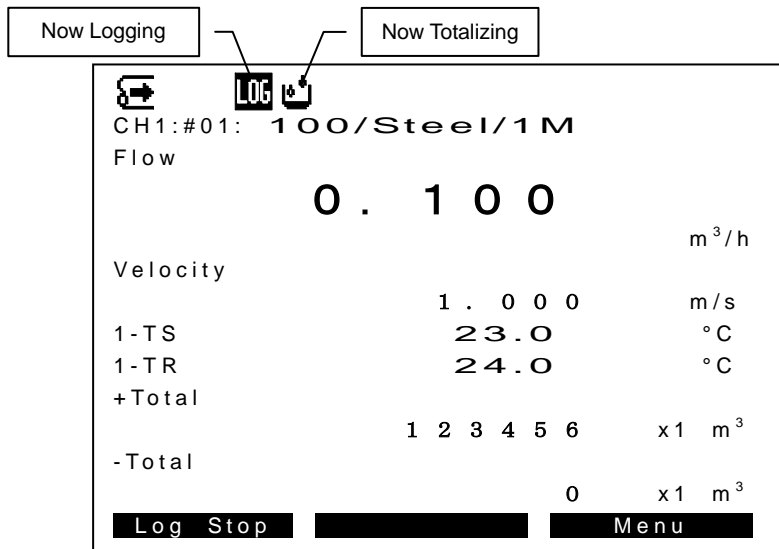 Now Logging Now Totalizing
LOG
CH1:#01: 100/Steel/1M
Flow
0.100
m³/h
Velocity
1.000 m/s
1-TS 23.0 °C
1-TR 24.0 °C
+Total
123456 x1 m³
-Total
0 x1 m³
Log Stop Menu